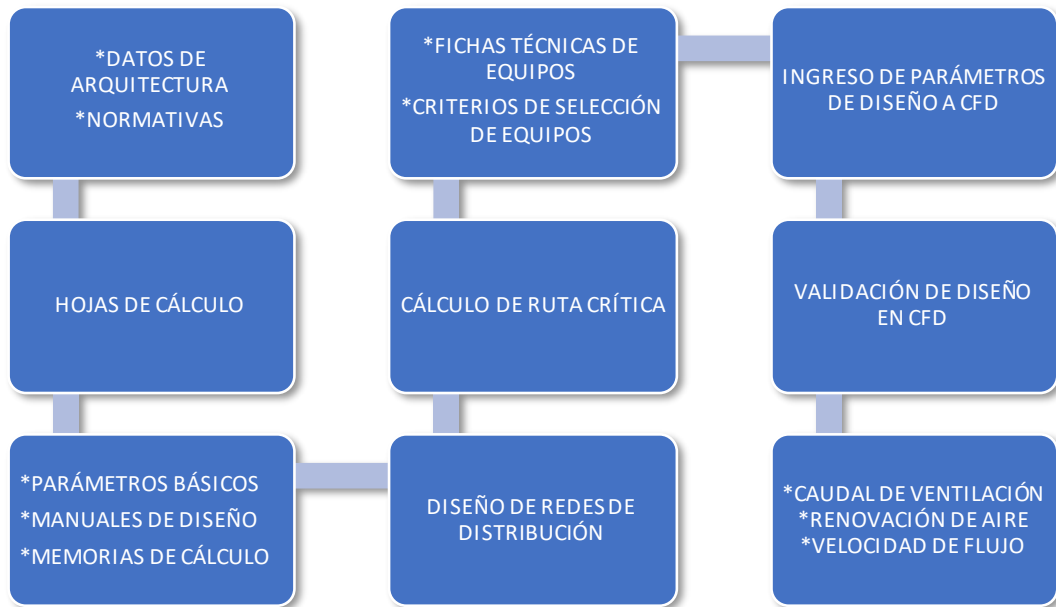 *DATOS DE
ARQUITECTURA
*NORMATIVAS
HOJAS DE CÁLCULO
*PARÁMETROS BÁSICOS
*MANUALES DE DISEÑO
*MEMORIAS DE CÁLCULO
DISEÑO DE REDES DE
DISTRIBUCIÓN
CÁLCULO DE RUTA CRÍTICA
*FICHAS TÉCNICAS DE
EQUIPOS
*CRITERIOS DE SELECCIÓN
DE EQUIPOS
INGRESO DE PARÁMETROS
DE DISEÑO A CFD
VALIDACIÓN DE DISEÑO
EN CFD
*CAUDAL DE VENTILACIÓN
*RENOVACIÓN DE AIRE
*VELOCIDAD DE FLUJO